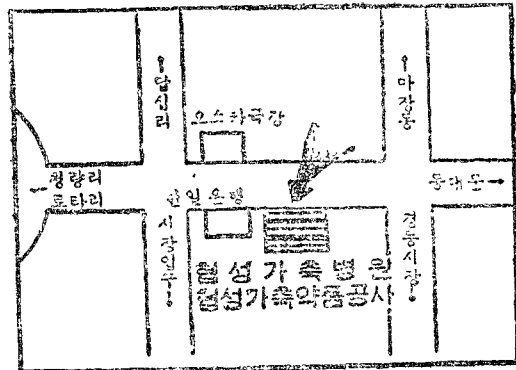 답십리
마장동
오스카극장
청량리
로타리
한일은행
동대문
시장입구
경동시장
협성가축병원
협성가축약품공사